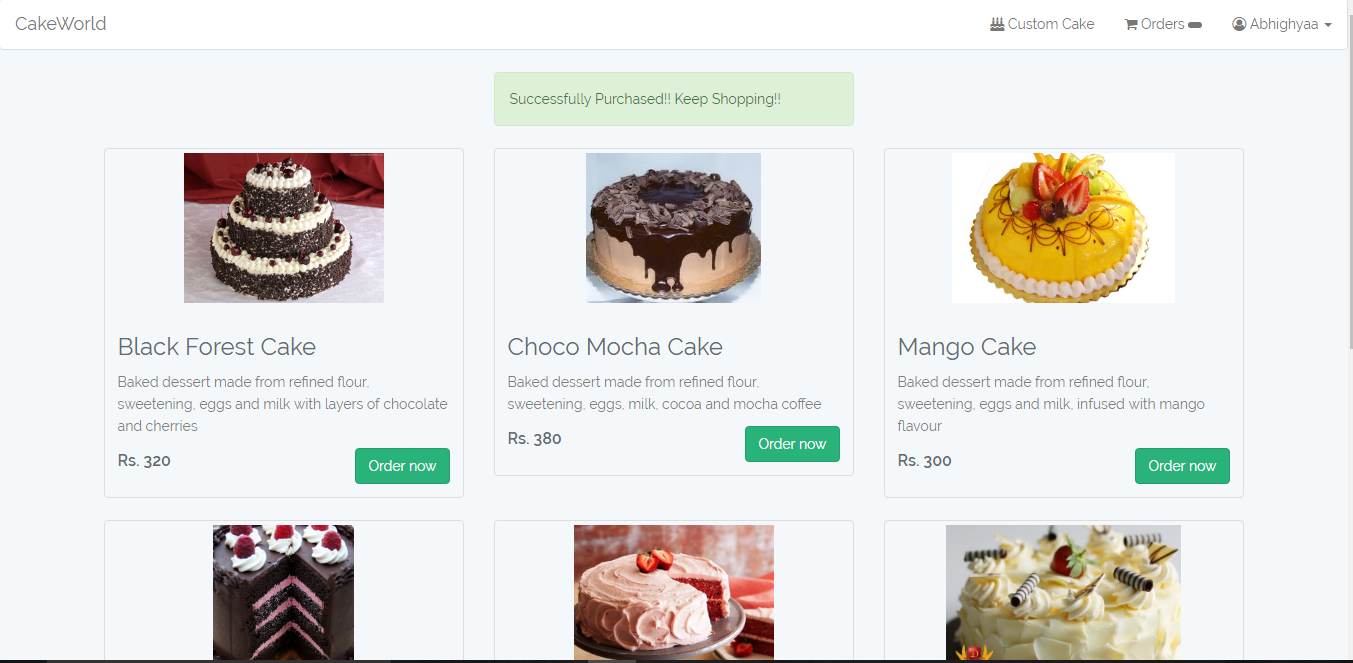 CakeWorld
Custom Cake
Orders
Abhighyaa
Successfully Purchased!! Keep Shopping!!
Black Forest Cake
Baked dessert made from refined flour,
sweetening, eggs and milk with layers of chocolate
and cherries
Rs. 320
Order now
Choco Mocha Cake
Baked dessert made from refined flour,
sweetening, eggs, milk, cocoa and mocha coffee
Rs. 380
Order now
Mango Cake
Baked dessert made from refined flour,
sweetening, eggs and milk, infused with mango
flavour
Rs. 300
Order now